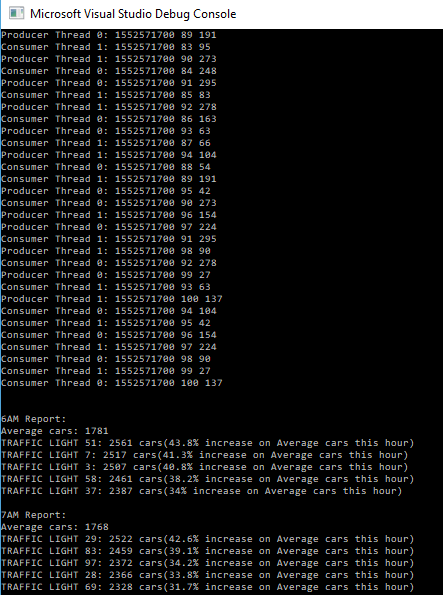 Microsoft Visual Studio Debug Console
Producer Thread 0: 1552571700 89 191
Consumer Thread 1: 1552571700 83 95
Producer Thread 1: 1552571700 90 273
Consumer Thread 0: 1552571700 84 248
Producer Thread 0: 1552571700 91 295
Consumer Thread 1: 1552571700 85 83
Producer Thread 1: 1552571700 92 278
Consumer Thread 0: 1552571700 86 163
Producer Thread 0: 1552571700 93 63
Consumer Thread 1: 1552571700 87 66
Producer Thread 1: 1552571700 94 104
Consumer Thread 0: 1552571700 88 54
Consumer Thread 1: 1552571700 89 191
Producer Thread 0: 1552571700 95 42
Consumer Thread 0: 1552571700 90 273
Producer Thread 1: 1552571700 96 154
Producer Thread 0: 1552571700 97 224
Consumer Thread 1: 1552571700 91 295
Producer Thread 1: 1552571700 98 90
Consumer Thread 0: 1552571700 92 278
Producer Thread 0: 1552571700 99 27
Consumer Thread 1: 1552571700 93 63
Producer Thread 1: 1552571700 100 137
Consumer Thread 0: 1552571700 94 104
Consumer Thread 1: 1552571700 95 42
Consumer Thread 0: 1552571700 96 154
Consumer Thread 1: 1552571700 97 224
Consumer Thread 0: 1552571700 98 90
Consumer Thread 1: 1552571700 99 27
Consumer Thread 0: 1552571700 100 137
6AM Report:
Average cars: 1781
TRAFFIC LIGHT 51: 2561 cars(43.8% increase on Average cars this hour)
TRAFFIC LIGHT 7: 2517 cars(41.3% increase on Average cars this hour)
TRAFFIC LIGHT 3: 2507 cars(40.8% increase on Average cars this hour)
TRAFFIC LIGHT 58: 2461 cars(38.2% increase on Average cars this hour)
TRAFFIC LIGHT 37: 2387 cars(34% increase on Average cars this hour)
7AM Report:
Average cars: 1768
TRAFFIC LIGHT 29: 2522 cars(42.6% increase on Average cars this hour)
TRAFFIC LIGHT 83: 2459 cars(39.1% increase on Average cars this hour)
TRAFFIC LIGHT 97: 2372 cars(34.2% increase on Average cars this hour)
TRAFFIC LIGHT 28: 2366 cars(33.8% increase on Average cars this hour)
TRAFFIC LIGHT 69: 2328 cars(31.7% increase on Average cars this hour)